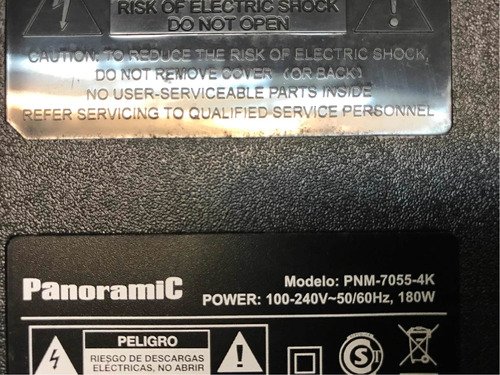 RISK OF ELECTRIC SHOCK
DO NOT OPEN
CAUTION: TO REDUCE THE RISK OF ELECTRIC SHOCK,
DO NOT REMOVE COVER (OR BACK)
NO USER-SERVICEABLE PARTS INSIDE
REFER SERVICING TO QUALIFIED SERVICE PERSONNEL
PanoramiC
Modelo: PNM-7055-4K
POWER: 100-240V~50/60Hz, 180W
PELIGRO
RIESGO DE DESCARGAS
ELÉCTRICAS, NO ABRIR
S